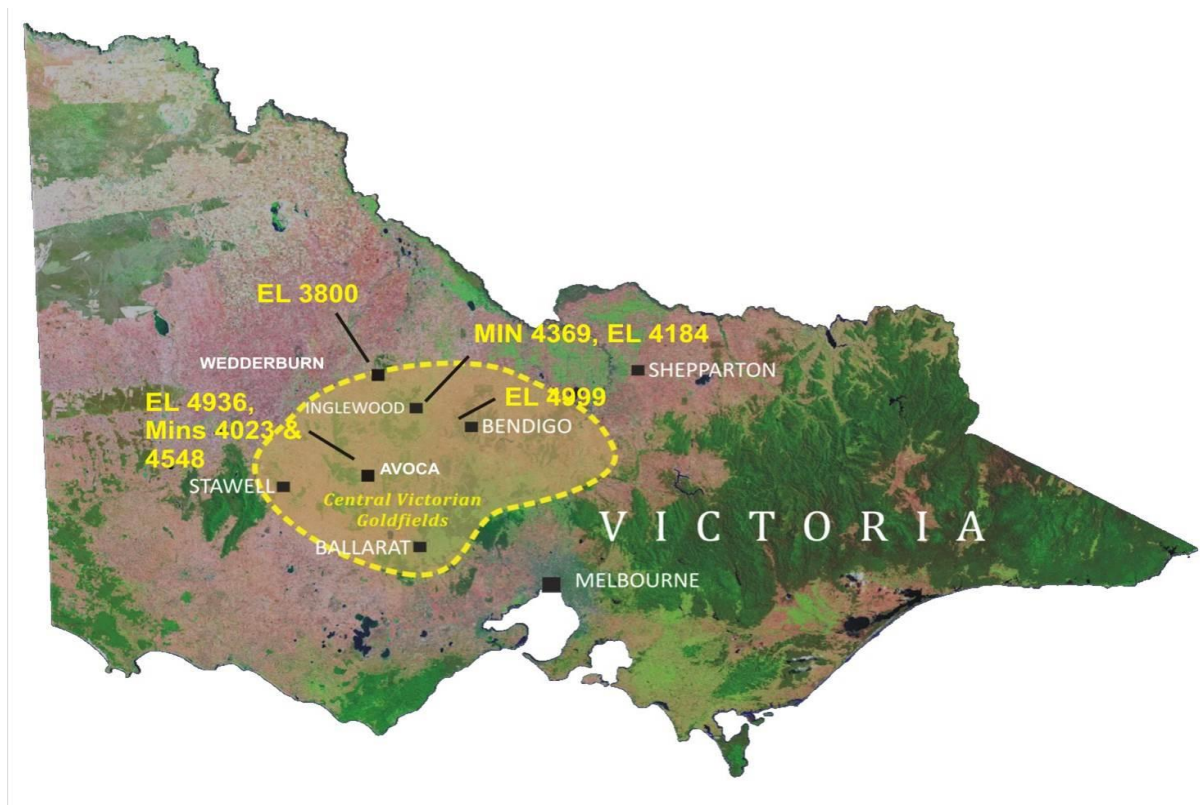 EL 3800
MIN 4369, EL 4184
WEDDERBURN
SHEPPARTON
EL 4936,
Mins 4023 &
4548
INGLEWOOD
EL 4999
BENDIGO
AVOCA
STAWELL
Central Victorian
Goldfields
VICTORIA
BALLARAT
MELBOURNE